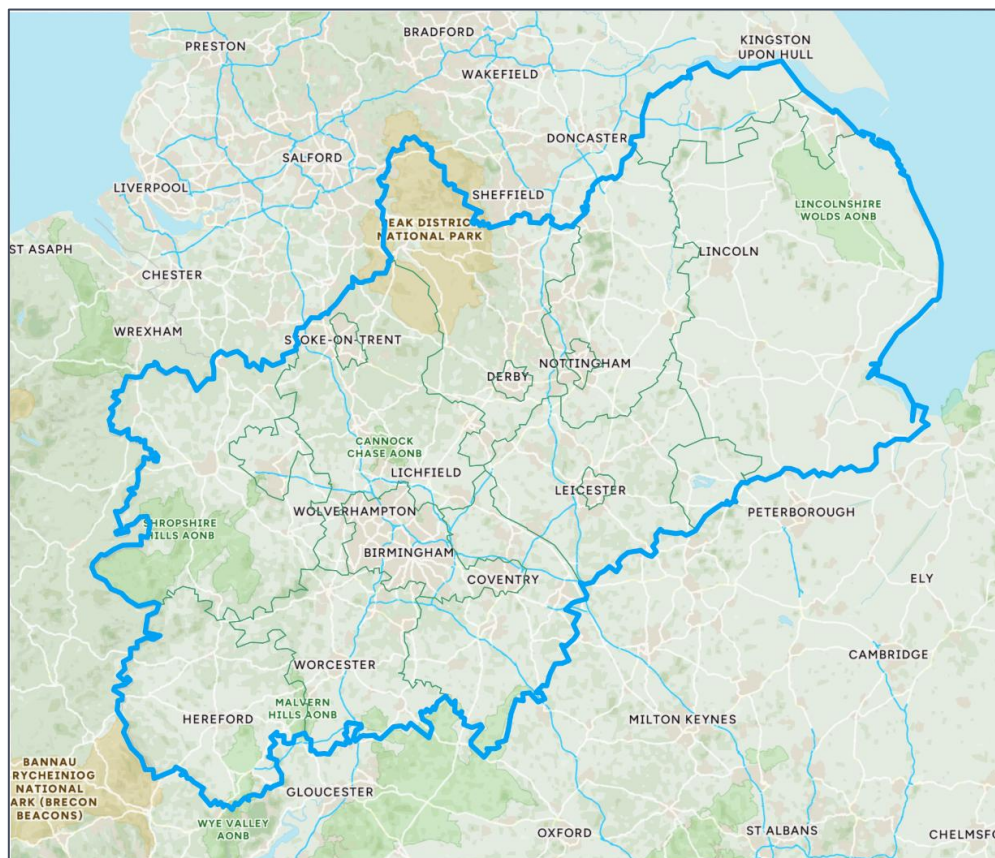 BRADFORD
KINGSTON
UPON HULL
PRESTON
WAKEFIELD
DONCASTER
SALFORD
LIVERPOOL
SHEFFIELD
LINCOLNSHIRE
WOLDS AONB
EAK DISTRIC
NATIONAL PARK
ST ASAPH
LINCOLN
CHESTER
WREXHAM
STOKE-ON-TRENT
NOTTINGHAM
DERBY
CANNOCK
CHASE AONB
LICHFIELD
LEICESTER
WOLVERHAMPTON
PETERBOROUGH
SHROPSHIRE
HILLS AONB
BIRMINGHAM
COVENTRY
ELY
CAMBRIDGE
WORCESTER
MALVERN
HILLS AONB
HEREFORD
MILTON KEYNES
BANNAU
RYCHEINIOG
NATIONAL
ARK (BRECON
BEACONS)
GLOUCESTER
WYE VALLEY
AONB
OXFORD
ST ALBANS
CHELMSFO